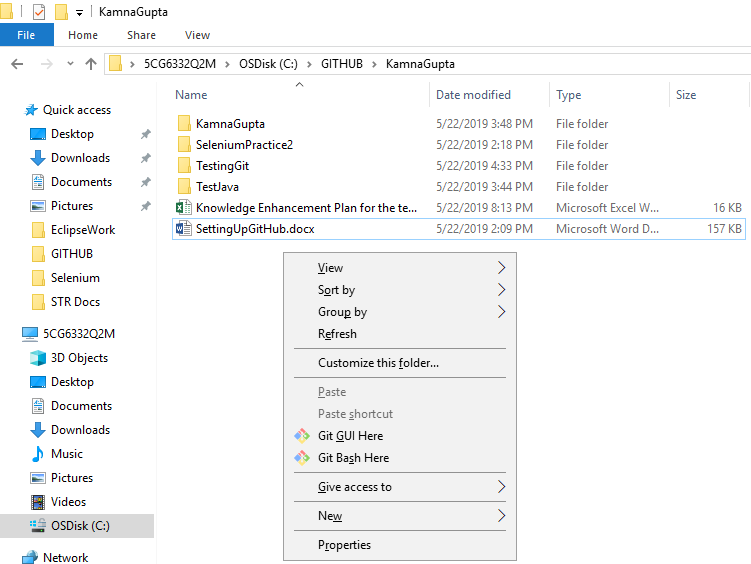 KamnaGupta
File Home Share View
5CG6332Q2M > OSDisk (C:) > GITHUB > KamnaGupta
Name Date modified Type Size
Quick access
Desktop
Downloads
Documents
Pictures
EclipseWork
GITHUB
Selenium
STR Docs
5CG6332Q2M
3D Objects
Desktop
Documents
Downloads
Music
Pictures
Videos
OSDisk (C:)
Network
KamnaGupta 5/22/2019 3:48 PM File folder
SeleniumPractice2 5/22/2019 2:18 PM File folder
TestingGit 5/22/2019 4:33 PM File folder
TestJava 5/22/2019 3:44 PM File folder
Knowledge Enhancement Plan for the te... 5/22/2019 8:13 PM Microsoft Excel W... 16 KB
SettingUpGitHub.docx 5/22/2019 2:09 PM Microsoft Word D... 157 KB
View
Sort by
Group by
Refresh
Customize this folder...
Paste
Paste shortcut
Git GUI Here
Git Bash Here
Give access to
New
Properties